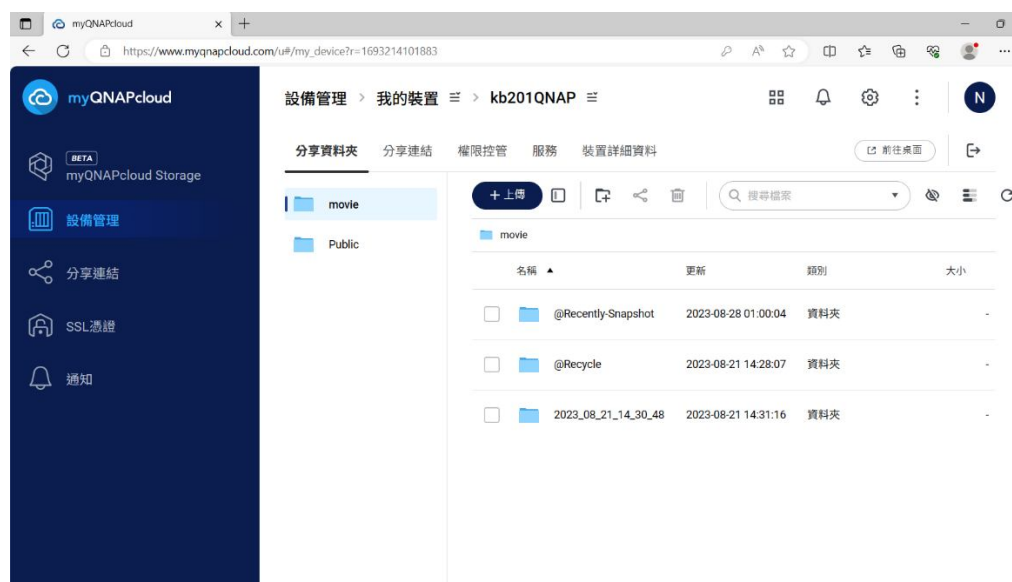 myQNAPcloud
https://www.myqnapcloud.com/u#/my_device?r=1693214101883
myQNAPcloud
設備管理 > 我的裝置 > kb201QNAP
N
BETA
myQNAPcloud Storage
設備管理
分享連結
SSL憑證
通知
分享資料夾 分享連結 權限控管 服務 裝置詳細資料 前往桌面
movie
Public
+上傳 搜尋檔案
movie
名稱 更新 類別 大小
@Recently-Snapshot 2023-08-28 01:00:04 資料夾 -
@Recycle 2023-08-21 14:28:07 資料夾 -
2023_08_21_14_30_48 2023-08-21 14:31:16 資料夾 -